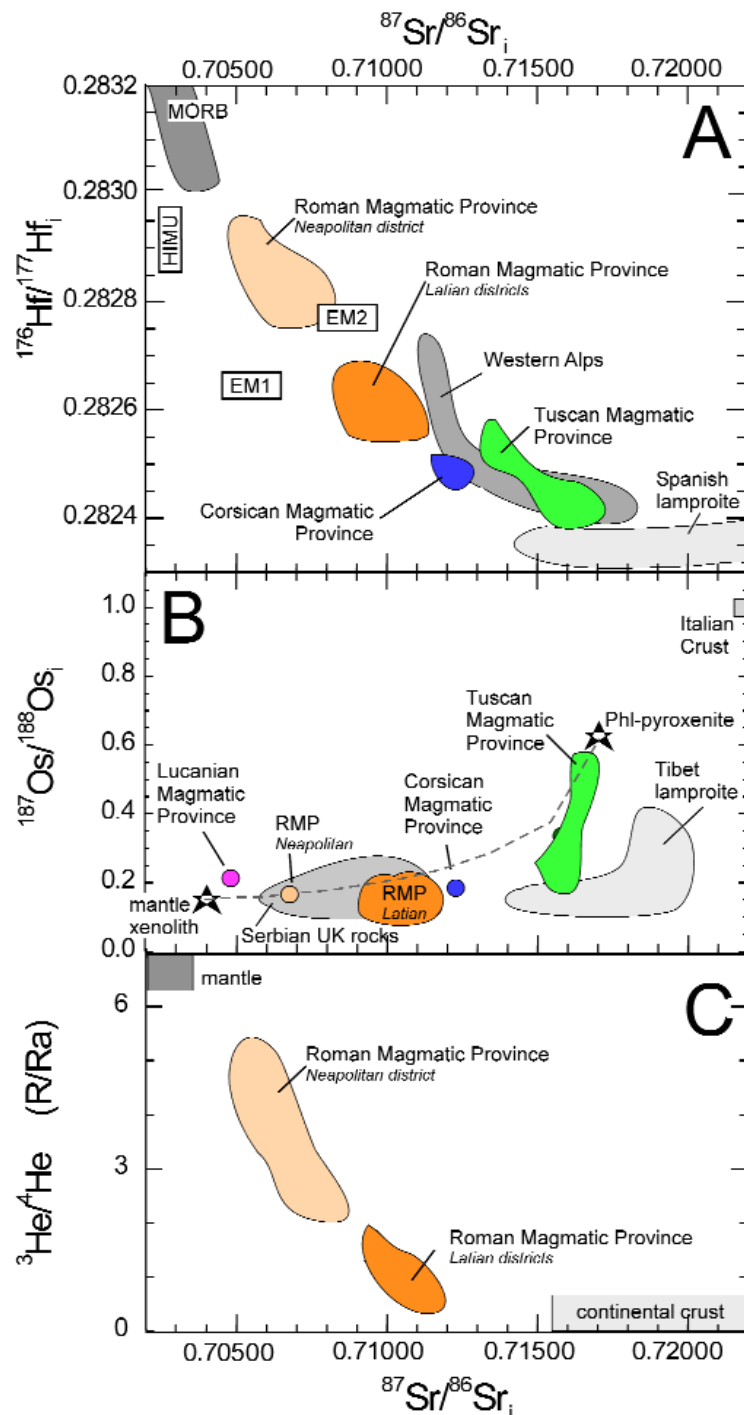 ⁸⁷Sr/⁸⁶Srᵢ
0.70500 0.71000 0.71500 0.72000
A
0.2832
0.2830
0.2828
0.2826
0.2824
¹⁷⁶Hf/¹⁷⁷Hfᵢ
MORB
HIMU
Roman Magmatic Province
Neapolitan district
EM2
Roman Magmatic Province
Latian districts
EM1
Western Alps
Tuscan Magmatic
Province
Corsican Magmatic
Province
Spanish
lamproite
B
1.0
0.8
0.6
0.4
0.2
0.0
¹⁸⁷Os/¹⁸⁸Osᵢ
Italian
Crust
Tuscan
Magmatic
Province
Phl-pyroxenite
Lucanian
Magmatic
Province
RMP
Neapolitan
Corsican
Magmatic
Province
Tibet
lamproite
RMP
Latian
mantle
xenolith
Serbian UK rocks
C
6
3
0
³He/⁴He (R/Ra)
mantle
Roman Magmatic Province
Neapolitan district
Roman Magmatic Province
Latian districts
continental crust
0.70500 0.71000 0.71500 0.72000
⁸⁷Sr/⁸⁶Srᵢ